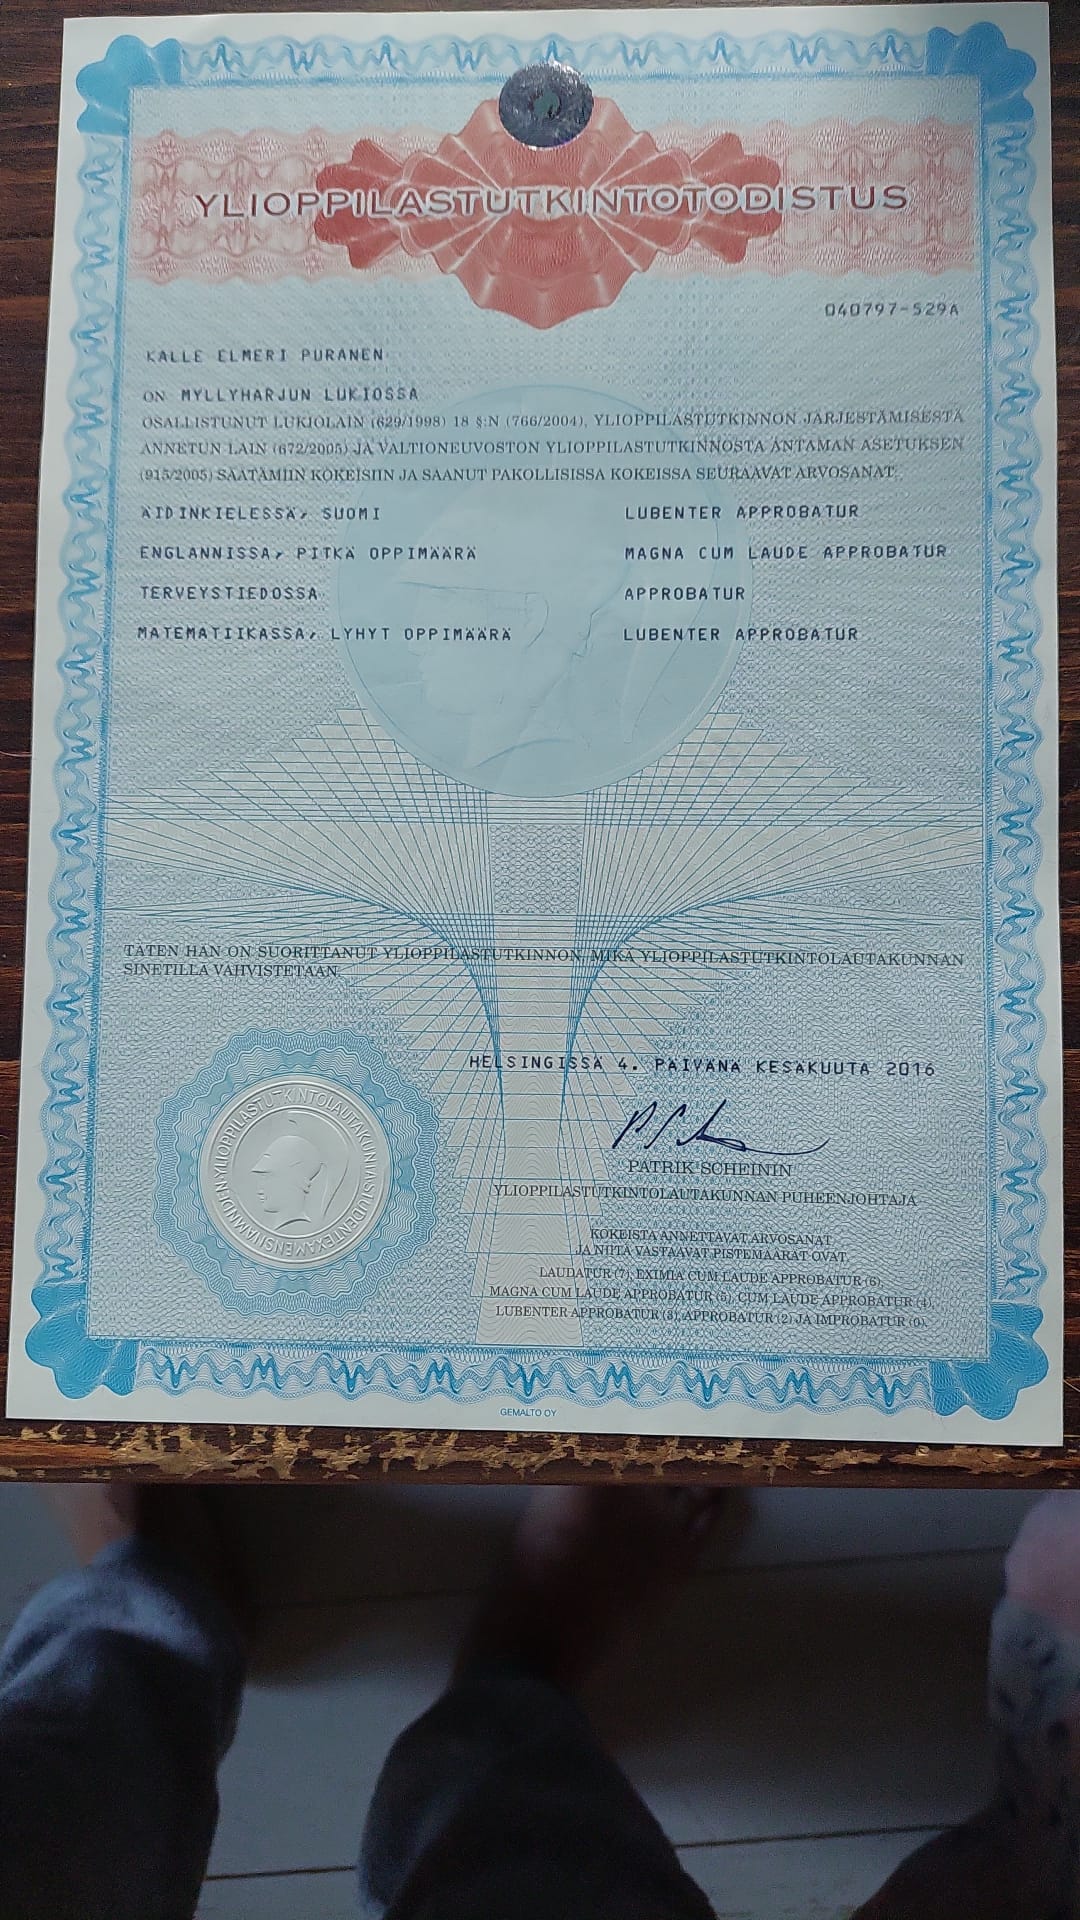 YLIOPPILASTUTKINTOTODISTUS
040797-529A
KALLE ELMERI PURANEN
ON MYLLYHARJUN LUKIOSSA
OSALLISTUNUT LUKIOLAIN (629/1998) 18 §:N (766/2004), YLIOPPILASTUTKINNON JÄRJESTÄMISESTÄ
ANNETUN LAIN (672/2005) JA VALTIONEUVOSTON YLIOPPILASTUTKINNOSTA ANTAMAN ASETUKSEN
(915/2005) SÄÄTÄMIIN KOKEISIIN JA SAANUT PAKOLLISISSA KOKEISSA SEURAAVAT ARVOSANAT:
ÄIDINKIELESSÄ, SUOMI LUBENTER APPROBATUR
ENGLANNISSA, PITKÄ OPPIMÄÄRÄ MAGNA CUM LAUDE APPROBATUR
TERVEYSTIEDOSSA APPROBATUR
MATEMATIIKASSA, LYHYT OPPIMÄÄRÄ LUBENTER APPROBATUR
TÄTEN HÄN ON SUORITTANUT YLIOPPILASTUTKINNON, MIKÄ YLIOPPILASTUTKINTOLAUTAKUNNAN
SINETILLÄ VAHVISTETAAN.
HELSINGISSÄ 4. PÄIVÄNÄ KESÄKUUTA 2016
YLIOPPILASTUTKINTOLAUTAKUNTA STUDENTEXAMENSNÄMNDEN
PATRIK SCHEININ
YLIOPPILASTUTKINTOLAUTAKUNNAN PUHEENJOHTAJA
KOKEISTA ANNETTAVAT ARVOSANAT
JA NIITÄ VASTAAVAT PISTEMÄÄRÄT OVAT
LAUDATUR (7), EXIMIA CUM LAUDE APPROBATUR (6),
MAGNA CUM LAUDE APPROBATUR (5), CUM LAUDE APPROBATUR (4),
LUBENTER APPROBATUR (3), APPROBATUR (2) JA IMPROBATUR (0).
GEMALTO OY